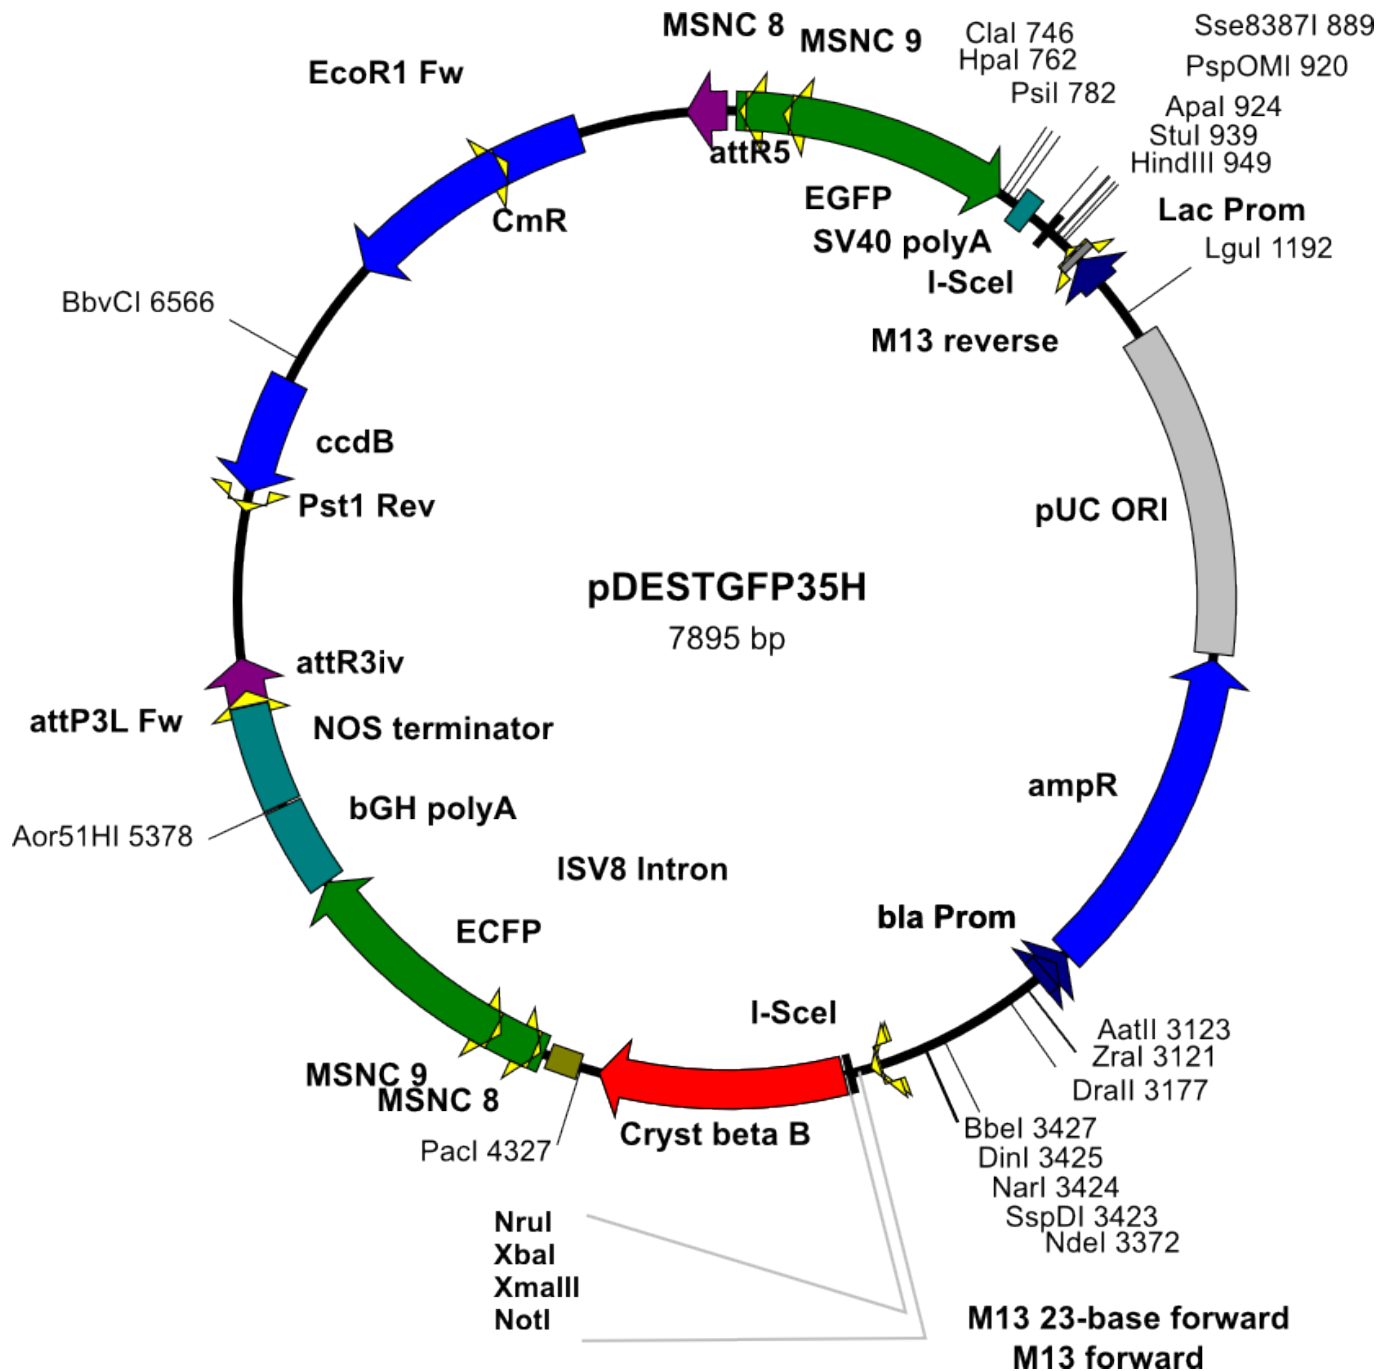 MSNC 8
MSNC 9
EcoR1 Fw
ClaI 746
HpaI 762
PsiI 782
Sse8387I 889
PspOMI 920
ApaI 924
StuI 939
HindIII 949
attR5
EGFP
SV40 polyA
I-SceI
Lac Prom
LguI 1192
M13 reverse
CmR
BbvCI 6566
ccdB
Pst1 Rev
pUC ORI
pDESTGFP35H
7895 bp
attR3iv
attP3L Fw
NOS terminator
bGH polyA
Aor51HI 5378
ampR
ISV8 Intron
ECFP
bla Prom
I-SceI
AatII 3123
ZraI 3121
DraII 3177
MSNC 9
MSNC 8
Cryst beta B
PacI 4327
BbeI 3427
DinI 3425
NarI 3424
SspDI 3423
NdeI 3372
NruI
XbaI
XmaIII
NotI
M13 23-base forward
M13 forward